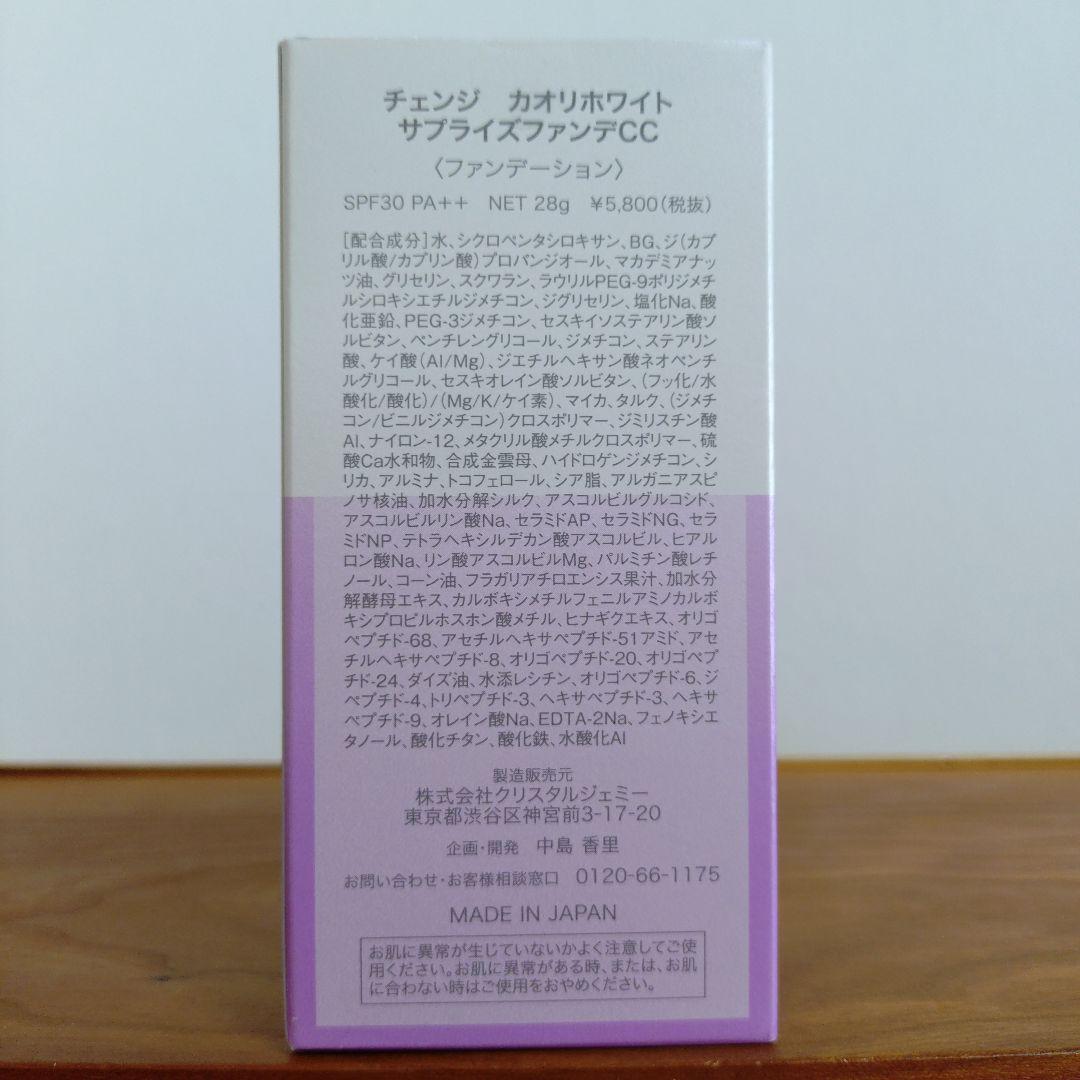 チェンジ　カオリホワイト
サプライズファンデCC
〈ファンデーション〉
SPF30 PA++　NET 28g　¥5,800(税抜)
[配合成分]水、シクロペンタシロキサン、BG、ジ(カプ
リル酸/カプリン酸)プロパンジオール、マカデミアナッ
ツ油、グリセリン、スクワラン、ラウリルPEG-9ポリジメチ
ルシロキシエチルジメチコン、ジグリセリン、塩化Na、酸
化亜鉛、PEG-3ジメチコン、セスキイソステアリン酸ソ
ルビタン、ペンチレングリコール、ジメチコン、ステアリン
酸、ケイ酸(Al/Mg)、ジエチルヘキサン酸ネオペンチ
ルグリコール、セスキオレイン酸ソルビタン、(フッ化/水
酸化/酸化)/(Mg/K/ケイ素)、マイカ、タルク、(ジメチ
コン/ビニルジメチコン)クロスポリマー、ジミリスチン酸
Al、ナイロン-12、メタクリル酸メチルクロスポリマー、硫
酸Ca水和物、合成金雲母、ハイドロゲンジメチコン、シ
リカ、アルミナ、トコフェロール、シア脂、アルガニアスピ
ノサ核油、加水分解シルク、アスコルビルグルコシド、
アスコルビルリン酸Na、セラミドAP、セラミドNG、セラ
ミドNP、テトラヘキシルデカン酸アスコルビル、ヒアル
ロン酸Na、リン酸アスコルビルMg、パルミチン酸レチ
ノール、コーン油、フラガリアチロエンシス果汁、加水分
解酵母エキス、カルボキシメチルフェニルアミノカルボ
キシプロピルホスホン酸メチル、ヒナギクエキス、オリゴ
ペプチド-68、アセチルヘキサペプチド-51アミド、アセ
チルヘキサペプチド-8、オリゴペプチド-20、オリゴペプ
チド-24、ダイズ油、水添レシチン、オリゴペプチド-6、ジ
ペプチド-4、トリペプチド-3、ヘキサペプチド-3、ヘキサ
ペプチド-9、オレイン酸Na、EDTA-2Na、フェノキシエ
タノール、酸化チタン、酸化鉄、水酸化Al
製造販売元
株式会社クリスタルジェミー
東京都渋谷区神宮前3-17-20
企画・開発　中島 香里
お問い合わせ・お客様相談窓口　0120-66-1175
MADE IN JAPAN
お肌に異常が生じていないかよく注意してご使
用ください。お肌に異常がある時、または、お肌
に合わない時はご使用をおやめください。